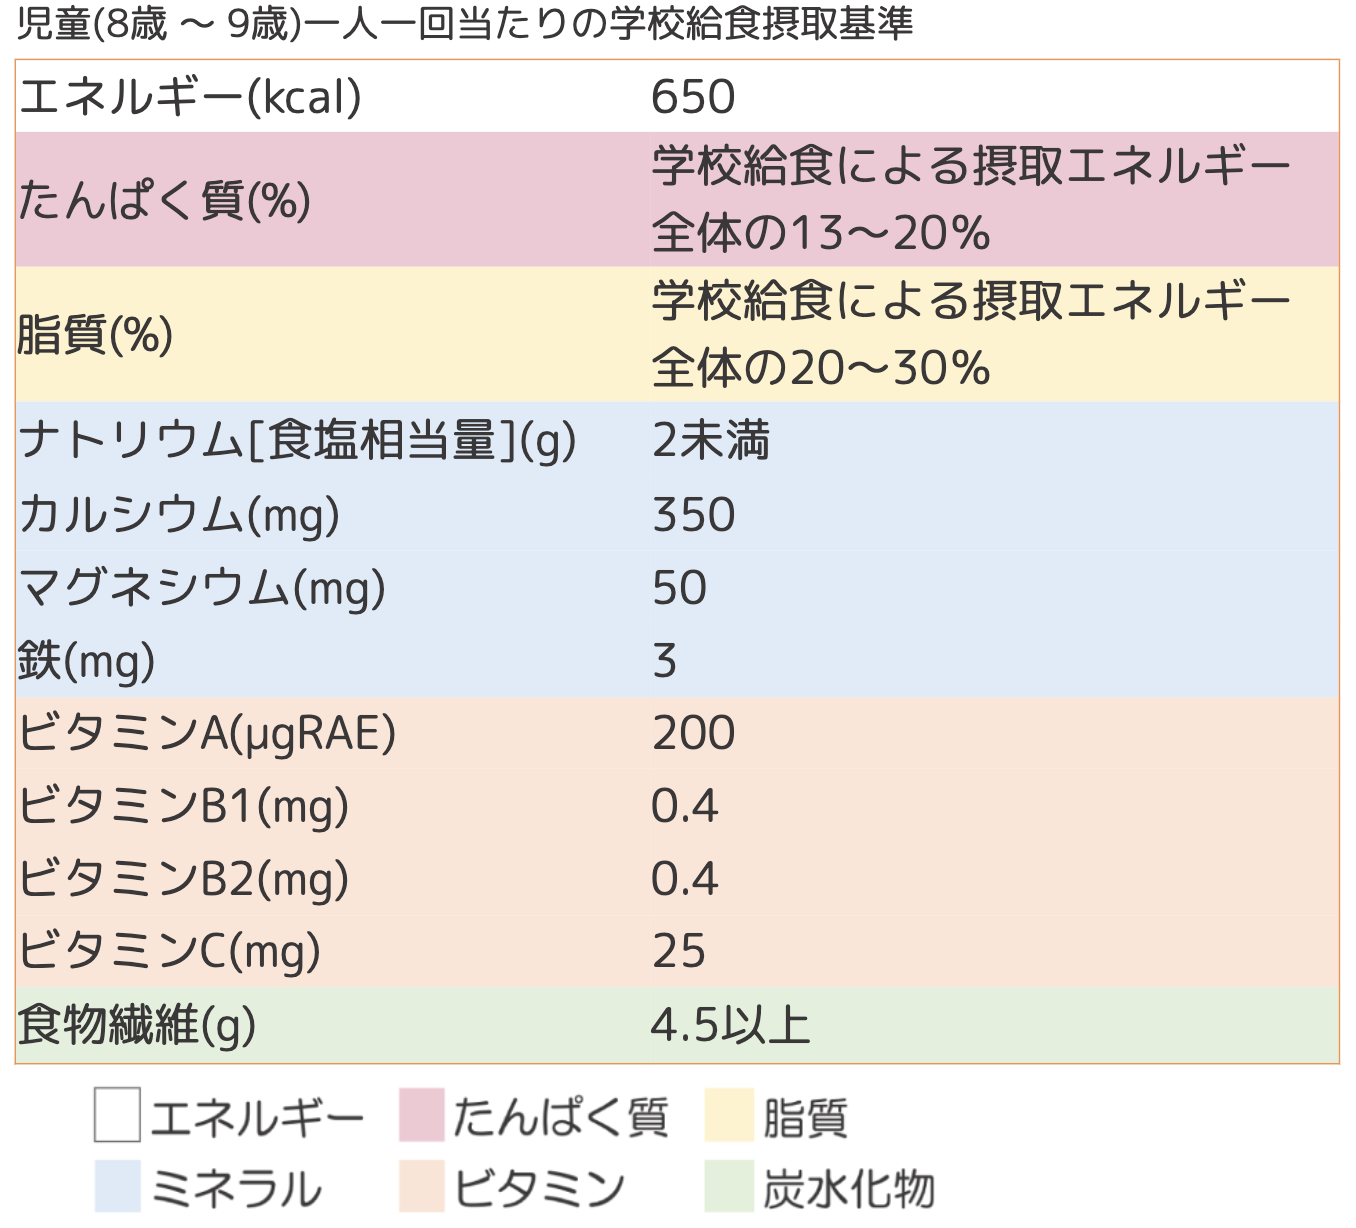 児童(8歳 〜 9歳)一人一回当たりの学校給食摂取基準
エネルギー(kcal) 650
たんぱく質(%) 学校給食による摂取エネルギー
全体の13〜20%
脂質(%) 学校給食による摂取エネルギー
全体の20〜30%
ナトリウム[食塩相当量](g) 2未満
カルシウム(mg) 350
マグネシウム(mg) 50
鉄(mg) 3
ビタミンA(μgRAE) 200
ビタミンB1(mg) 0.4
ビタミンB2(mg) 0.4
ビタミンC(mg) 25
食物繊維(g) 4.5以上
エネルギー たんぱく質 脂質
ミネラル ビタミン 炭水化物